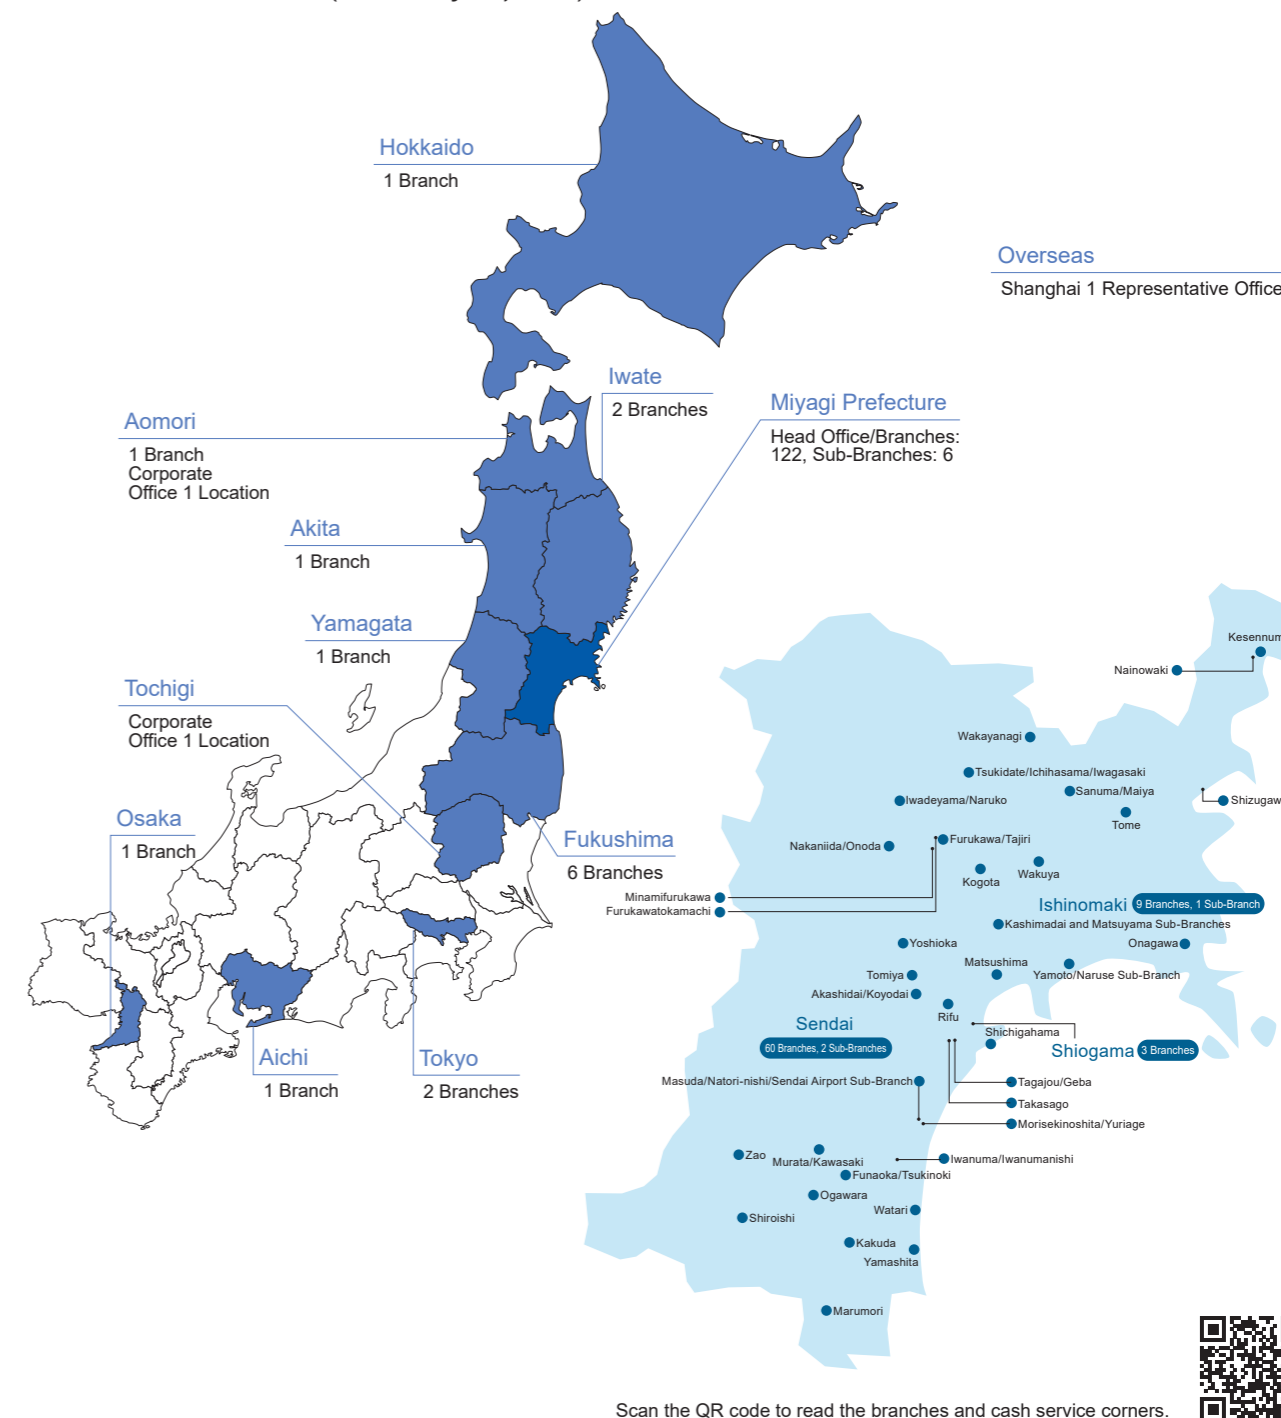 Hokkaido
1 Branch
Overseas
Shanghai 1 Representative Office
Iwate
2 Branches
Miyagi Prefecture
Head Office/Branches:
122, Sub-Branches: 6
Aomori
1 Branch
Corporate
Office 1 Location
Akita
1 Branch
Yamagata
1 Branch
Tochigi
Corporate
Office 1 Location
Osaka
1 Branch
Fukushima
6 Branches
Aichi
1 Branch
Tokyo
2 Branches
Nainowaki
Wakayanagi
Tsukidate/Ichihasama/Iwagasaki
Sanuma/Maiya
Iwadeyama/Naruko
Tome
Furukawa/Tajiri
Nakaniida/Onoda
Wakuya
Kogota
Minamifurukawa
Furukawatokamachi
Ishinomaki
9 Branches, 1 Sub-Branch
Kashimadai and Matsuyama Sub-Branches
Yoshioka
Onagawa
Matsushima
Tomiya
Yamoto/Naruse Sub-Branch
Akashidai/Koyodai
Rifu
Sendai
60 Branches, 2 Sub-Branches
Shichigahama
Shiogama
3 Branches
Masuda/Natori-nishi/Sendai Airport Sub-Branch
Tagajou/Geba
Takasago
Morisekinoshita/Yuriage
Zao
Murata/Kawasaki
Iwanuma/Iwanumanishi
Funaoka/Tsukinoki
Ogawara
Watari
Shiroishi
Kakuda
Yamashita
Marumori
Scan the QR code to read the branches and cash service corners.